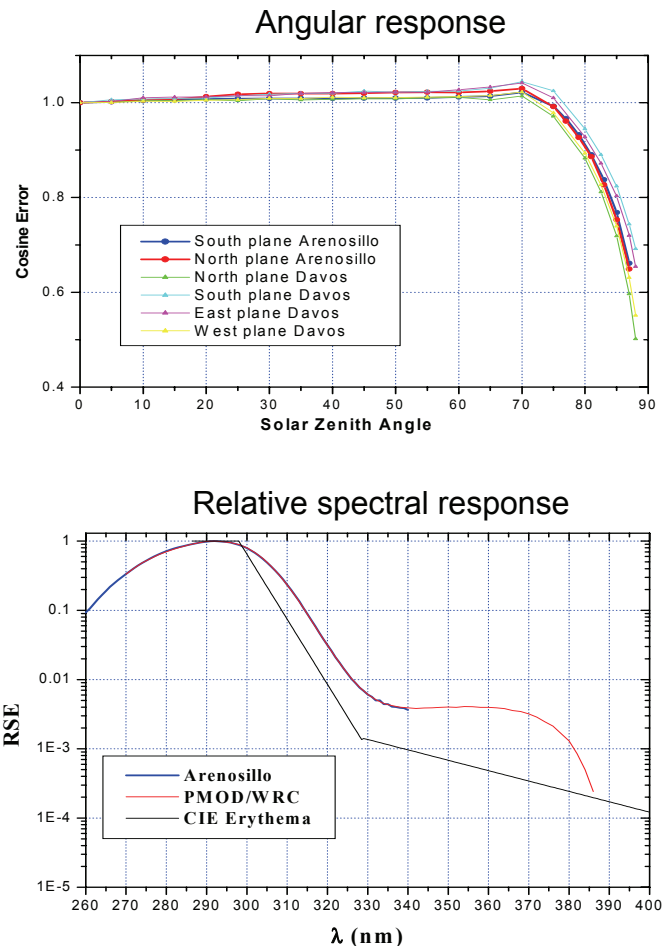 Angular response
1.0
0.8
0.6
0.4
Cosine Error
South plane Arenosillo
North plane Arenosillo
North plane Davos
South plane Davos
East plane Davos
West plane Davos
0 10 20 30 40 50 60 70 80 90
Solar Zenith Angle
Relative spectral response
1
0.1
0.01
1E-3
1E-4
1E-5
RSE
Arenosillo
PMOD/WRC
CIE Erythema
260 270 280 290 300 310 320 330 340 350 360 370 380 390 400
λ (nm)